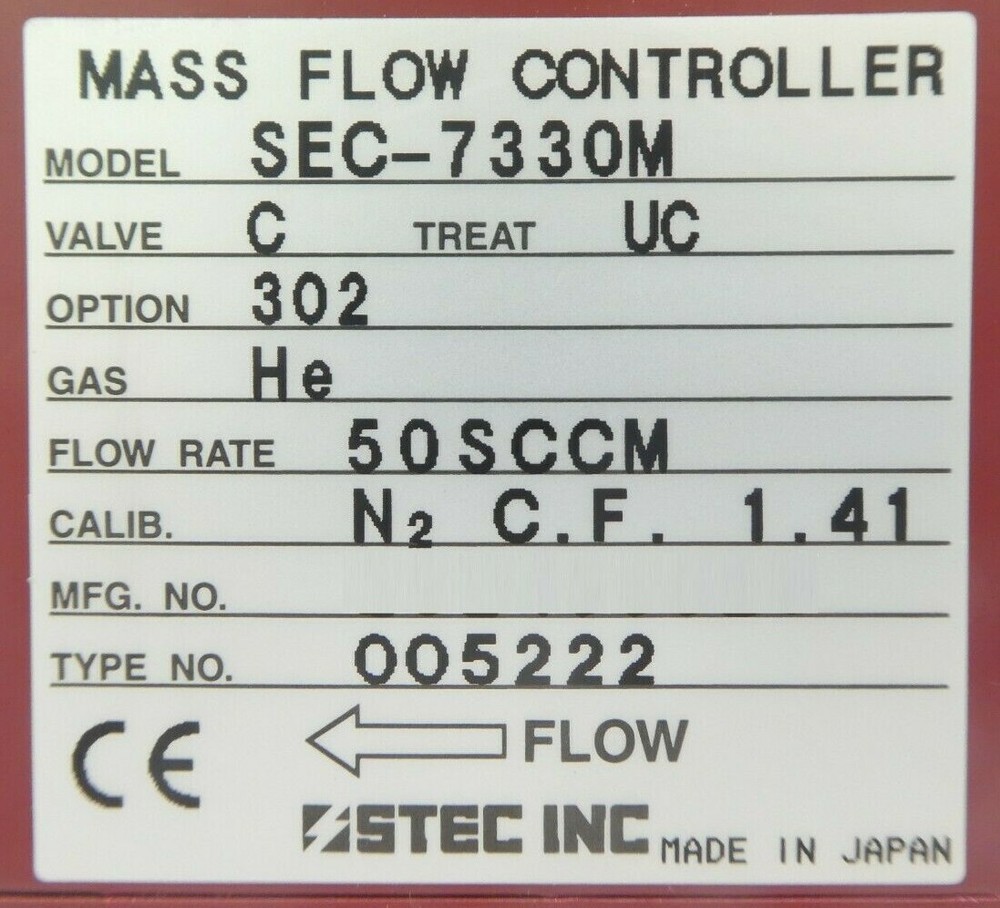 MASS FLOW CONTROLLER
MODEL SEC-7330M
VALVE C TREAT UC
OPTION 302
GAS He
FLOW RATE 50SCCM
CALIB. N2 C.F. 1.41
MFG. NO.
TYPE NO. 005222
CE FLOW
STEC INC MADE IN JAPAN